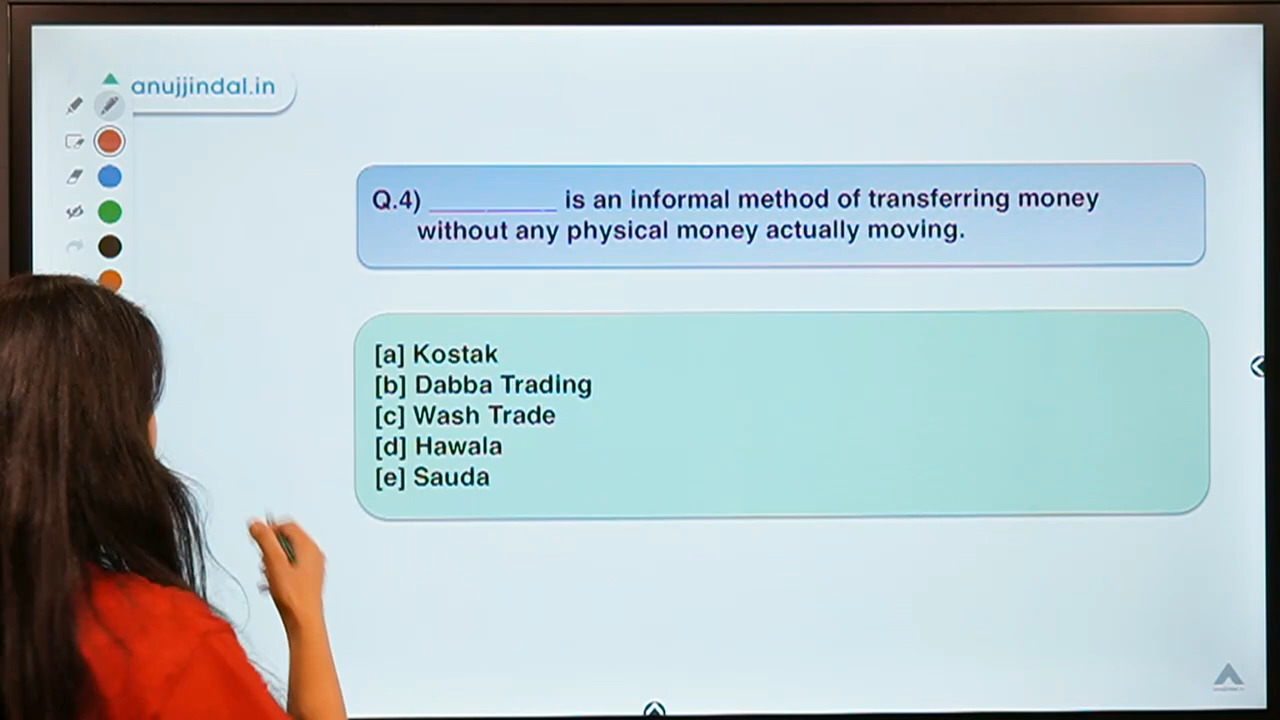 anujjindal.in
Q.4) __________ is an informal method of transferring money
without any physical money actually moving.
[a] Kostak
[b] Dabba Trading
[c] Wash Trade
[d] Hawala
[e] Sauda